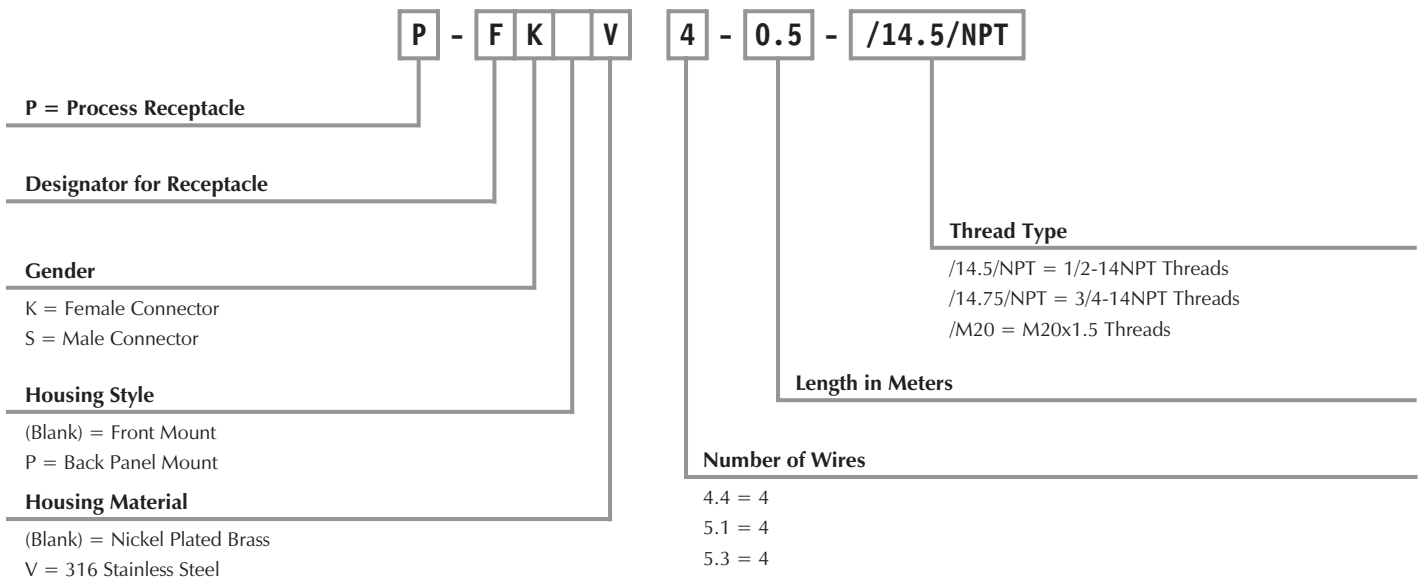 P - F K V 4 - 0.5 - /14.5/NPT
P = Process Receptacle
Designator for Receptacle
Gender
K = Female Connector
S = Male Connector
Housing Style
(Blank) = Front Mount
P = Back Panel Mount
Housing Material
(Blank) = Nickel Plated Brass
V = 316 Stainless Steel
Thread Type
/14.5/NPT = 1/2-14NPT Threads
/14.75/NPT = 3/4-14NPT Threads
/M20 = M20x1.5 Threads
Length in Meters
Number of Wires
4.4 = 4
5.1 = 4
5.3 = 4